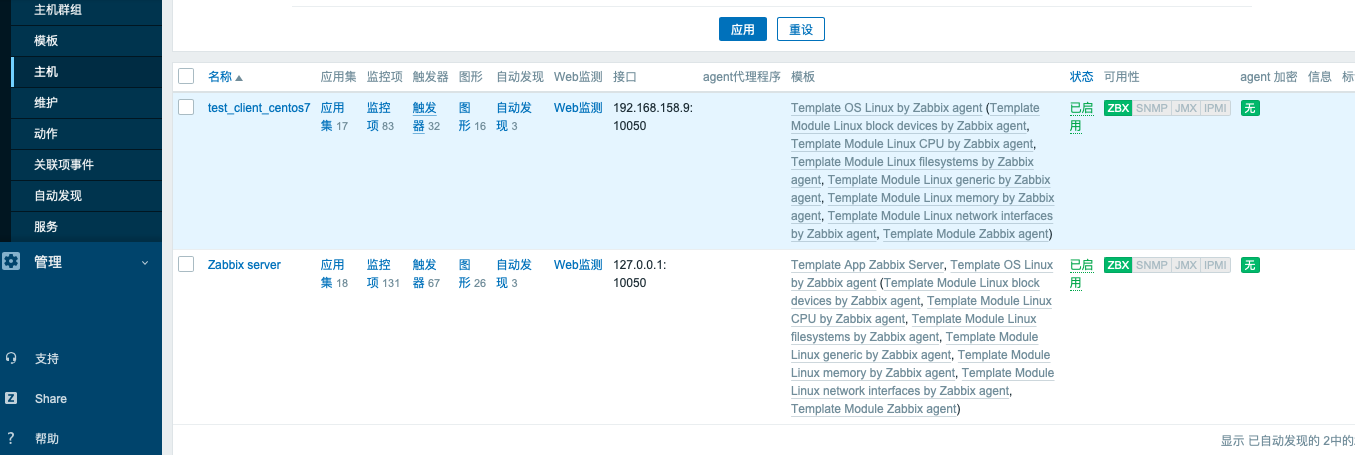 主机群组
模板
主机
维护
动作
关联项事件
自动发现
服务
管理
支持
Share
帮助
应用 重设
名称 应用集 监控项 触发器 图形 自动发现 Web监测 接口 agent代理程序 模板 状态 可用性 agent 加密 信息 标
test_client_centos7 应用 监控 触发 图 自动发 Web监测 192.168.158.9: Template OS Linux by Zabbix agent (Template 已启 ZBX SNMP JMX IPMI 无
集 17 项 83 器 32 形 16 现 3 10050 Module Linux block devices by Zabbix agent, 用
Template Module Linux CPU by Zabbix agent,
Template Module Linux filesystems by Zabbix
agent, Template Module Linux generic by Zabbix
agent, Template Module Linux memory by Zabbix
agent, Template Module Linux network interfaces
by Zabbix agent, Template Module Zabbix agent)
Zabbix server 应用 监控 触发 图 自动发 Web监测 127.0.0.1: Template App Zabbix Server, Template OS Linux 已启 ZBX SNMP JMX IPMI 无
集 18 项 131 器 67 形 26 现 3 10050 by Zabbix agent (Template Module Linux block 用
devices by Zabbix agent, Template Module Linux
CPU by Zabbix agent, Template Module Linux
filesystems by Zabbix agent, Template Module
Linux generic by Zabbix agent, Template Module
Linux memory by Zabbix agent, Template Module
Linux network interfaces by Zabbix agent,
Template Module Zabbix agent)
显示 已自动发现的 2中的